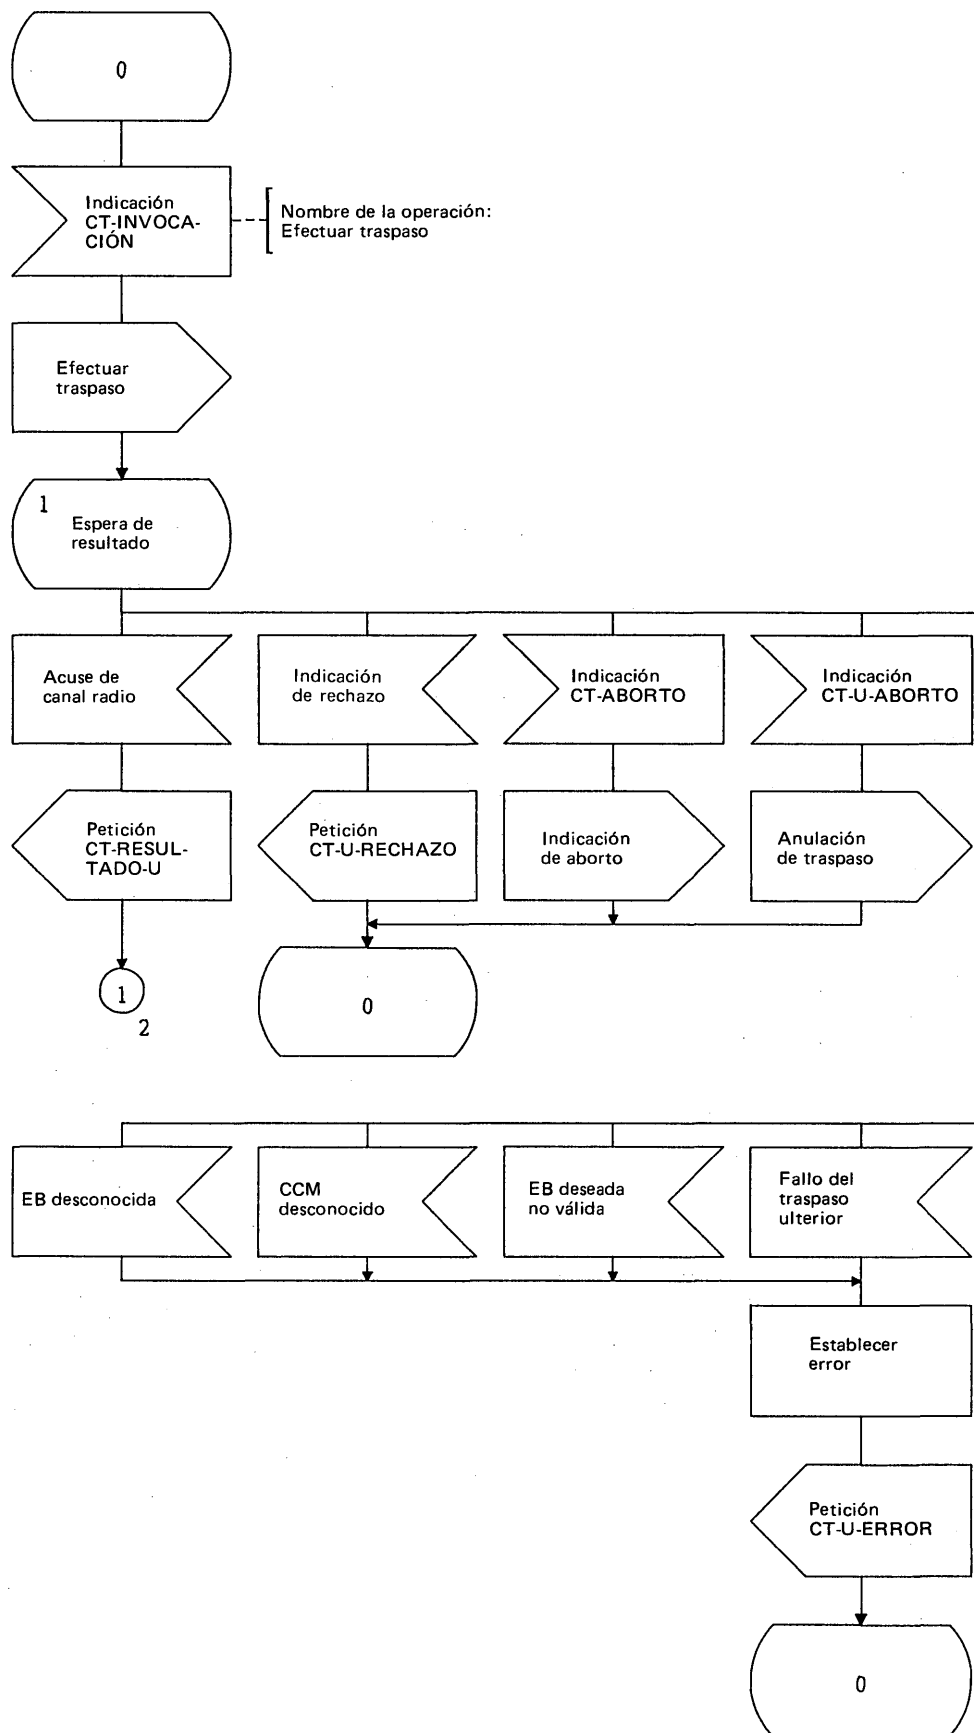 0
Indicación
CT-INVOCA-
CIÓN
Nombre de la operación:
Efectuar traspaso
Efectuar
traspaso
1
Espera de
resultado
Acuse de
canal radio
Indicación
de rechazo
Indicación
CT-ABORTO
Indicación
CT-U-ABORTO
Petición
CT-RESUL-
TADO-U
Petición
CT-U-RECHAZO
Indicación
de aborto
Anulación
de traspaso
1
2
0
EB desconocida
CCM
desconocido
EB deseada
no válida
Fallo del
traspaso
ulterior
Establecer
error
Petición
CT-U-ERROR
0